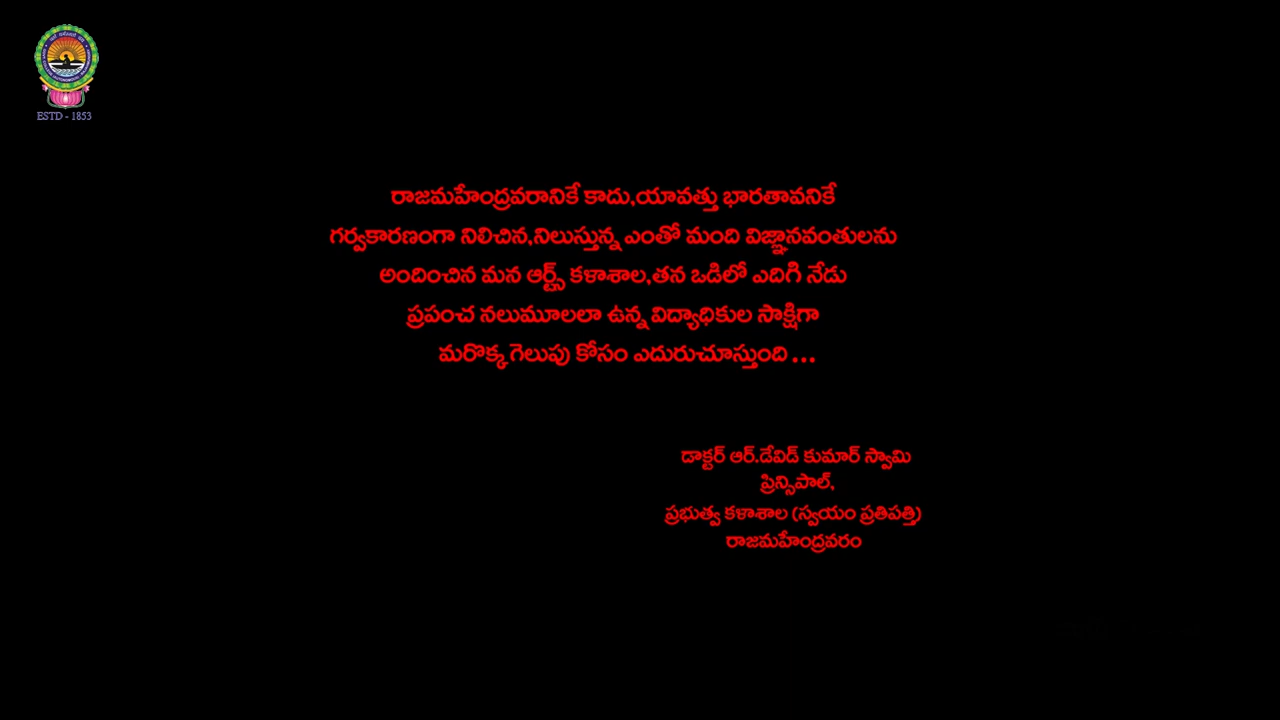 ESTD - 1853
రాజమహేంద్రవరానికే కాదు,యావత్తు భారతావనికే
గర్వకారణంగా నిలిచిన,నిలుస్తున్న ఎంతో మంది విజ్ఞానవంతులను
అందించిన మన ఆర్ట్స్ కళాశాల,తన ఒడిలో ఎదిగి నేడు
ప్రపంచ నలుమూలలా ఉన్న విద్యాధికుల సాక్షిగా
మరొక్క గెలుపు కోసం ఎదురుచూస్తుంది ...
డాక్టర్ ఆర్.డేవిడ్ కుమార్ స్వామి
ప్రిన్సిపాల్,
ప్రభుత్వ కళాశాల (స్వయం ప్రతిపత్తి)
రాజమహేంద్రవరం